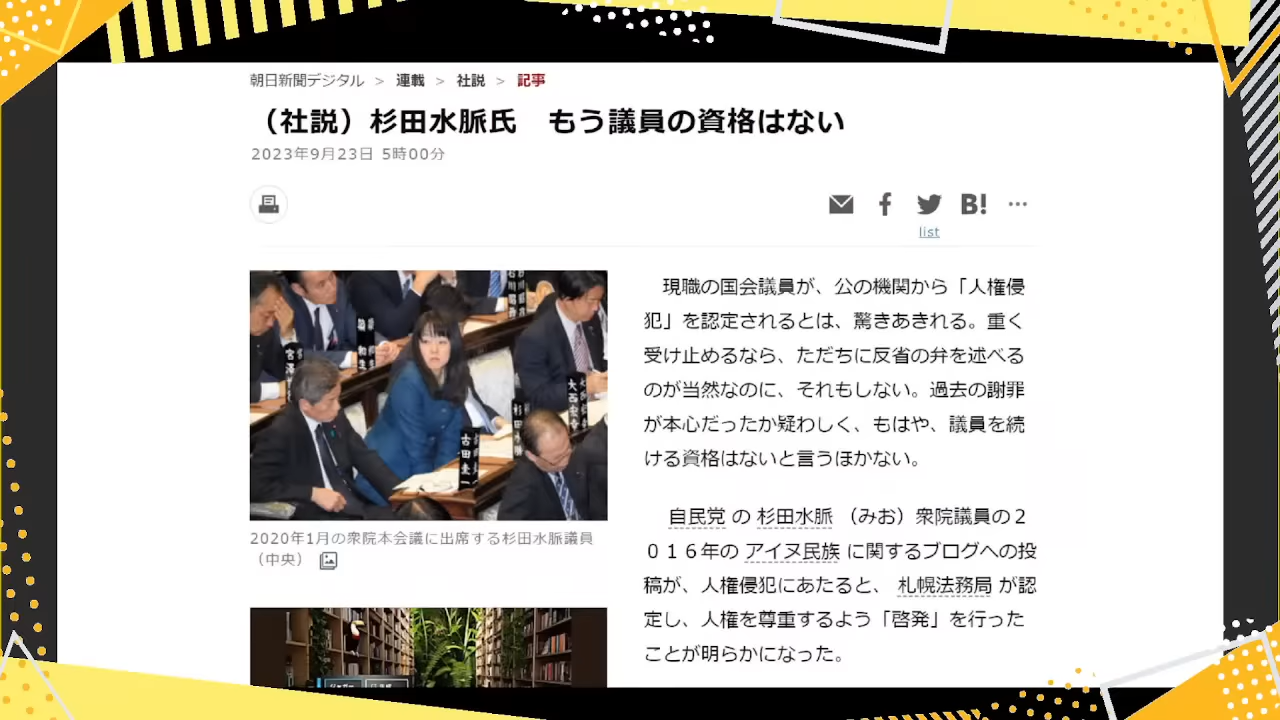 朝日新聞デジタル > 連載 > 社説 > 記事
（社説）杉田水脈氏　もう議員の資格はない
2023年9月23日 5時00分
B!
list
現職の国会議員が、公の機関から「人権侵
犯」を認定されるとは、驚きあきれる。重く
受け止めるなら、ただちに反省の弁を述べる
のが当然なのに、それもしない。過去の謝罪
が本心だったか疑わしく、もはや、議員を続
ける資格はないと言うほかない。
自民党 の 杉田水脈 （みお）衆院議員の２
０１６年の アイヌ民族 に関するブログへの投
稿が、人権侵犯にあたると、 札幌法務局 が認
定し、人権を尊重するよう「啓発」を行った
ことが明らかになった。
古田圭一
2020年1月の衆院本会議に出席する杉田水脈議員
（中央）